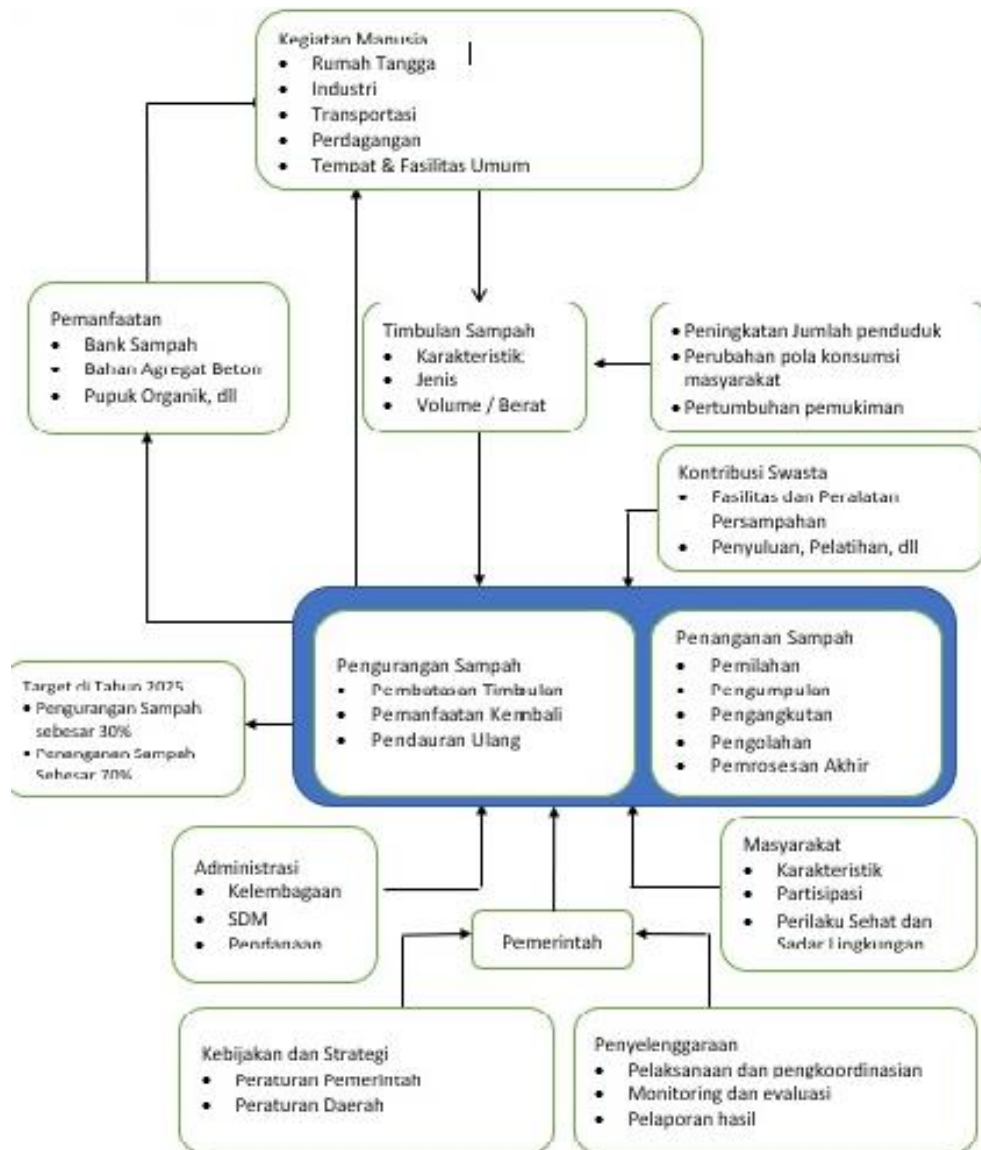 Kegiatan Manusia
• Rumah Tangga
• Industri
• Transportasi
• Perdagangan
• Tempat & Fasilitas Umum
Pemanfaatan
• Bank Sampah
• Bahan Agregat Beton
• Pupuk Organik, dll
Timbulan Sampah
• Karakteristik
• Jenis
• Volume / Berat
• Peningkatan Jumlah penduduk
• Perubahan pola konsumsi
masyarakat
• Pertumbuhan pemukiman
Kontribusi Swasta
• Fasilitas dan Peralatan
Persampahan
• Penyuluan, Pelatihan, dll
Pengurangan Sampah
• Pembatasan Timbulan
• Pemanfaatan Kembali
• Pendauran Ulang
Penanganan Sampah
• Pemilahan
• Pengumpulan
• Pengangkutan
• Pengolahan
• Pemrosesan Akhir
Target di Tahun 2025
• Pengurangan Sampah
sebesar 30%
• Penanganan Sampah
Sebesar 70%
Administrasi
• Kelembagaan
• SDM
• Pendanaan
Pemerintah
Masyarakat
• Karakteristik
• Partisipasi
• Perilaku Sehat dan
Sadar Lingkungan
Kebijakan dan Strategi
• Peraturan Pemerintah
• Peraturan Daerah
Penyelenggaraan
• Pelaksanaan dan pengkoordinasian
• Monitoring dan evaluasi
• Pelaporan hasil